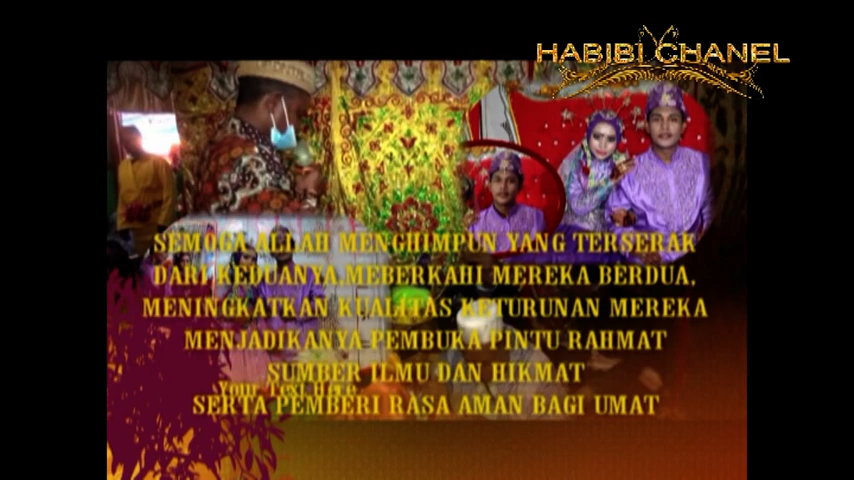 HABIBI CHANEL
SEMOGA ALLAH MENGHIMPUN YANG TERSERAK
DARI KEDUANYA,MEBERKAHI MEREKA BERDUA,
MENINGKATKAN KUALITAS KETURUNAN MEREKA
MENJADIKANYA PEMBUKA PINTU RAHMAT
SUMBER ILMU DAN HIKMAT
Your Text Here
SERTA PEMBERI RASA AMAN BAGI UMAT